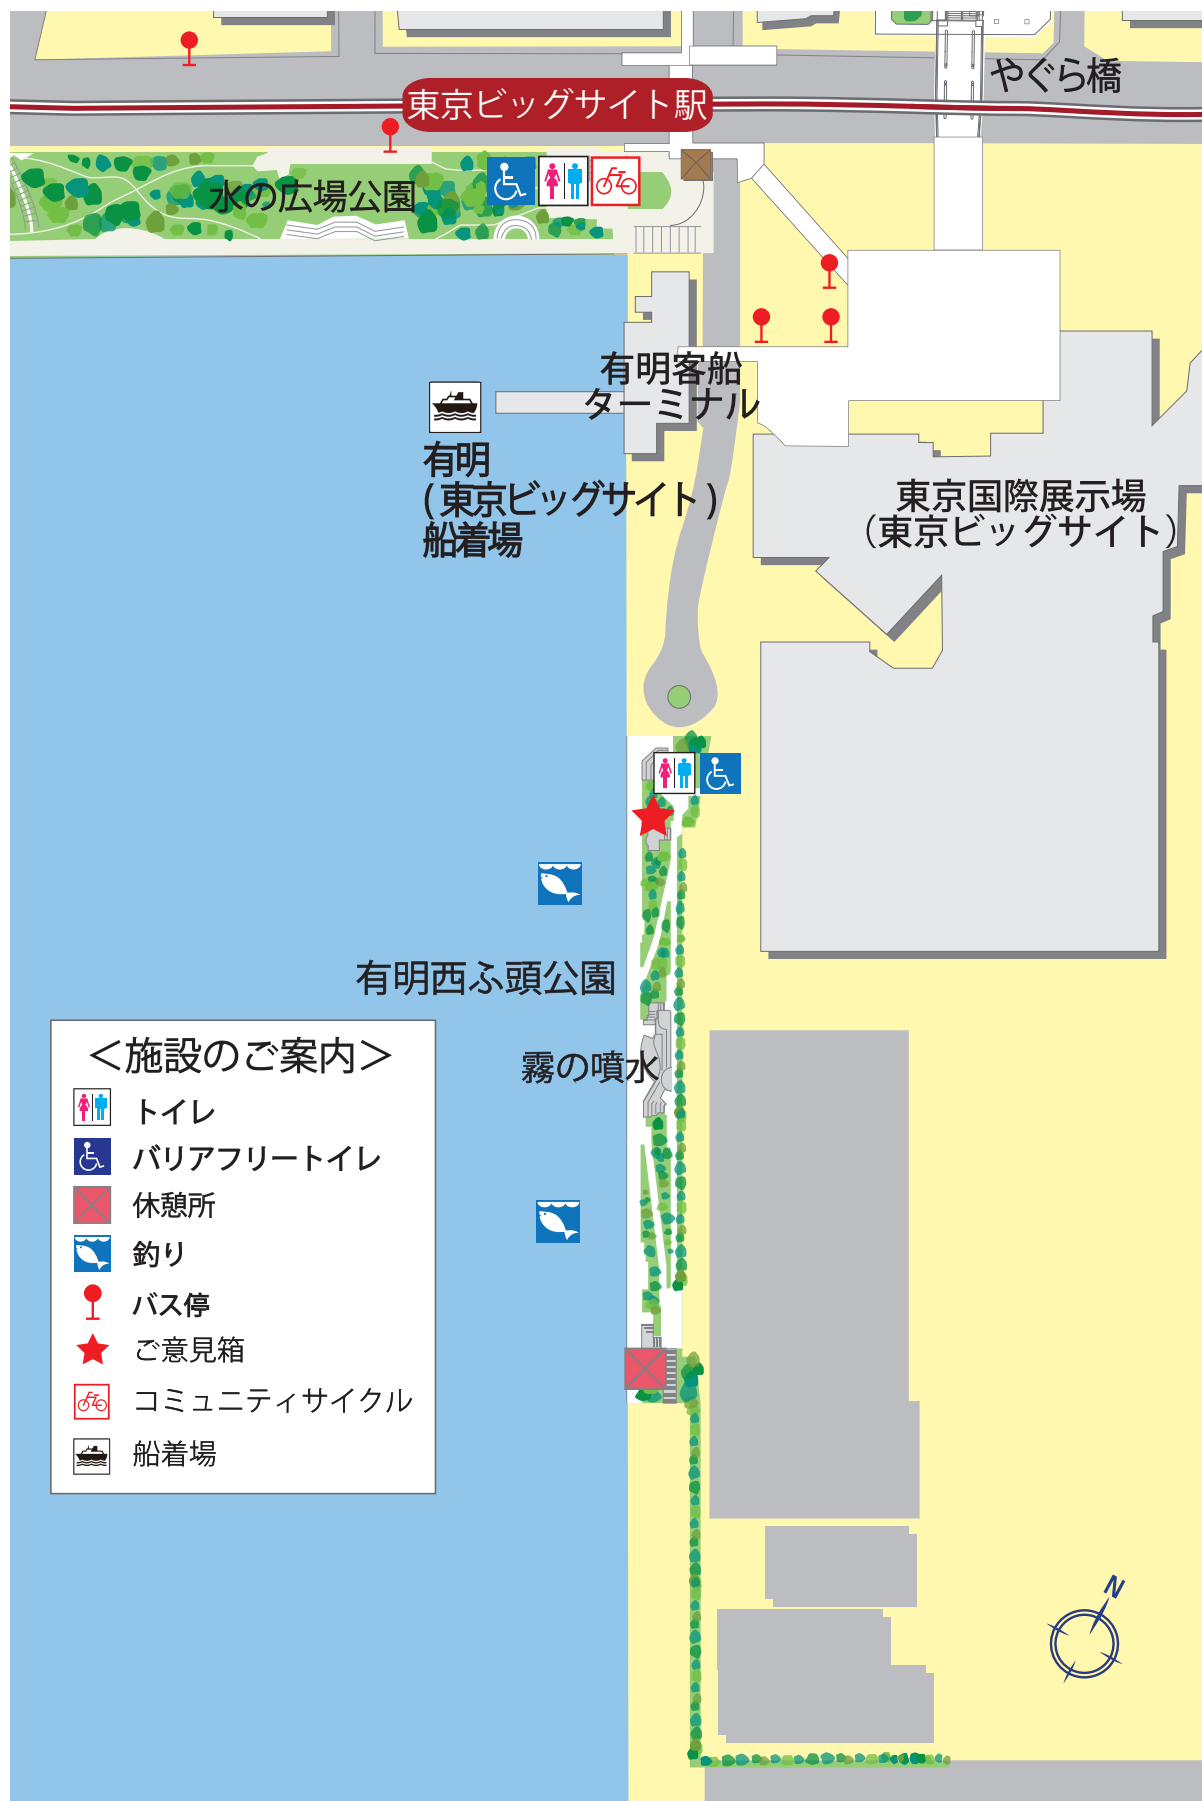 やぐら橋
東京ビッグサイト駅
水の広場公園
有明客船
ターミナル
有明
(東京ビッグサイト)
船着場
東京国際展示場
（東京ビッグサイト）
有明西ふ頭公園
霧の噴水
＜施設のご案内＞
トイレ
バリアフリートイレ
休憩所
釣り
バス停
ご意見箱
コミュニティサイクル
船着場
N